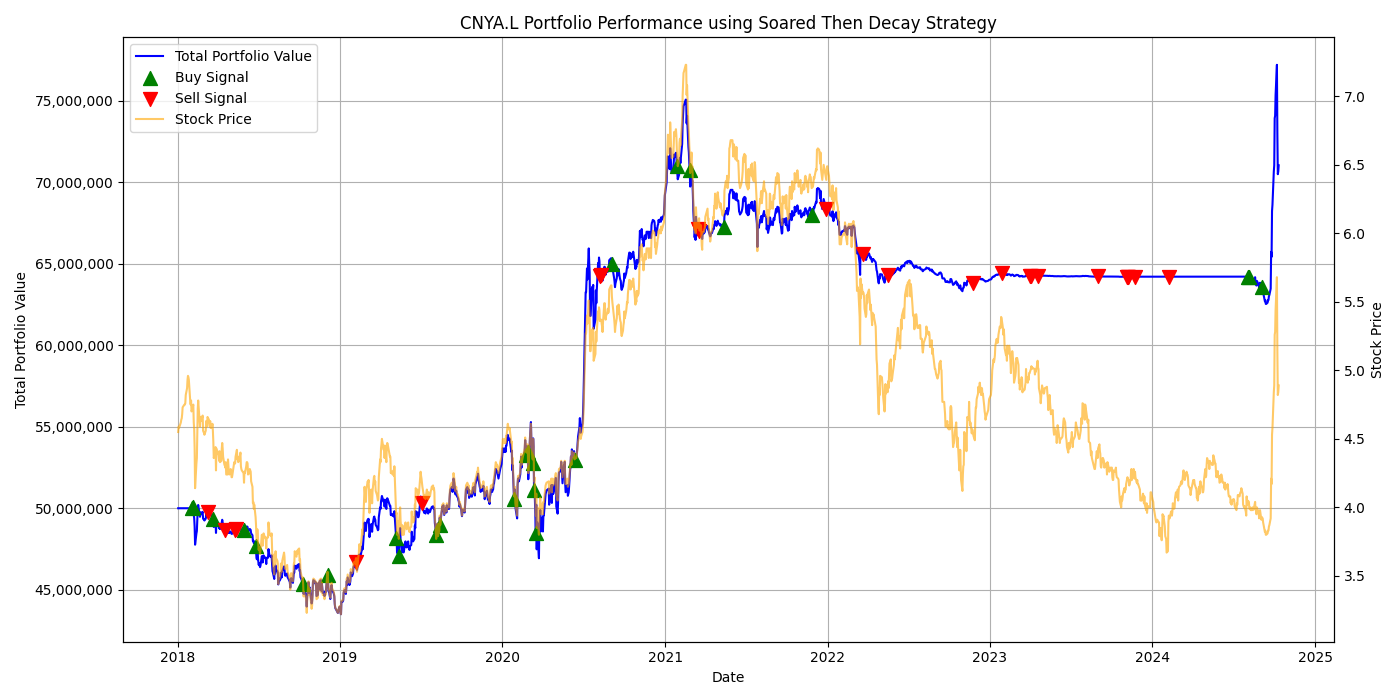 CNYA.L Portfolio Performance using Soared Then Decay Strategy
Total Portfolio Value
Buy Signal
Sell Signal
Stock Price
75,000,000
70,000,000
65,000,000
60,000,000
55,000,000
50,000,000
45,000,000
Total Portfolio Value
7.0
6.5
6.0
5.5
5.0
4.5
4.0
3.5
Stock Price
2018
2019
2020
2021
2022
2023
2024
2025
Date